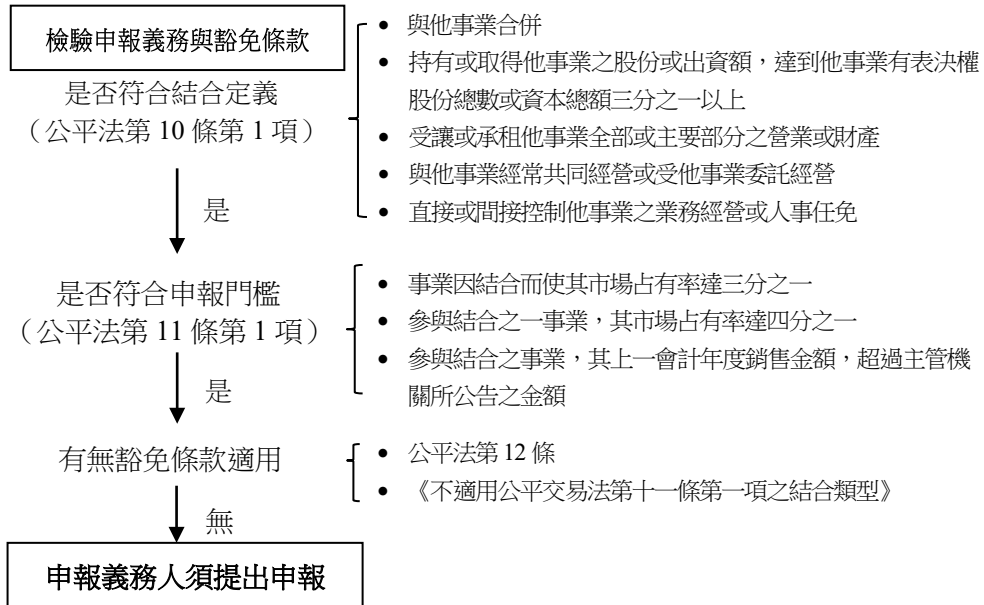 檢驗申報義務與豁免條款
是否符合結合定義
（公平法第 10 條第 1 項）
• 與他事業合併
• 持有或取得他事業之股份或出資額，達到他事業有表決權
股份總數或資本總額三分之一以上
• 受讓或承租他事業全部或主要部分之營業或財產
• 與他事業經常共同經營或受他事業委託經營
• 直接或間接控制他事業之業務經營或人事任免
是
是否符合申報門檻
（公平法第 11 條第 1 項）
• 事業因結合而使其市場占有率達三分之一
• 參與結合之一事業，其市場占有率達四分之一
• 參與結合之事業，其上一會計年度銷售金額，超過主管機
關所公告之金額
是
有無豁免條款適用
• 公平法第 12 條
• 《不適用公平交易法第十一條第一項之結合類型》
無
申報義務人須提出申報